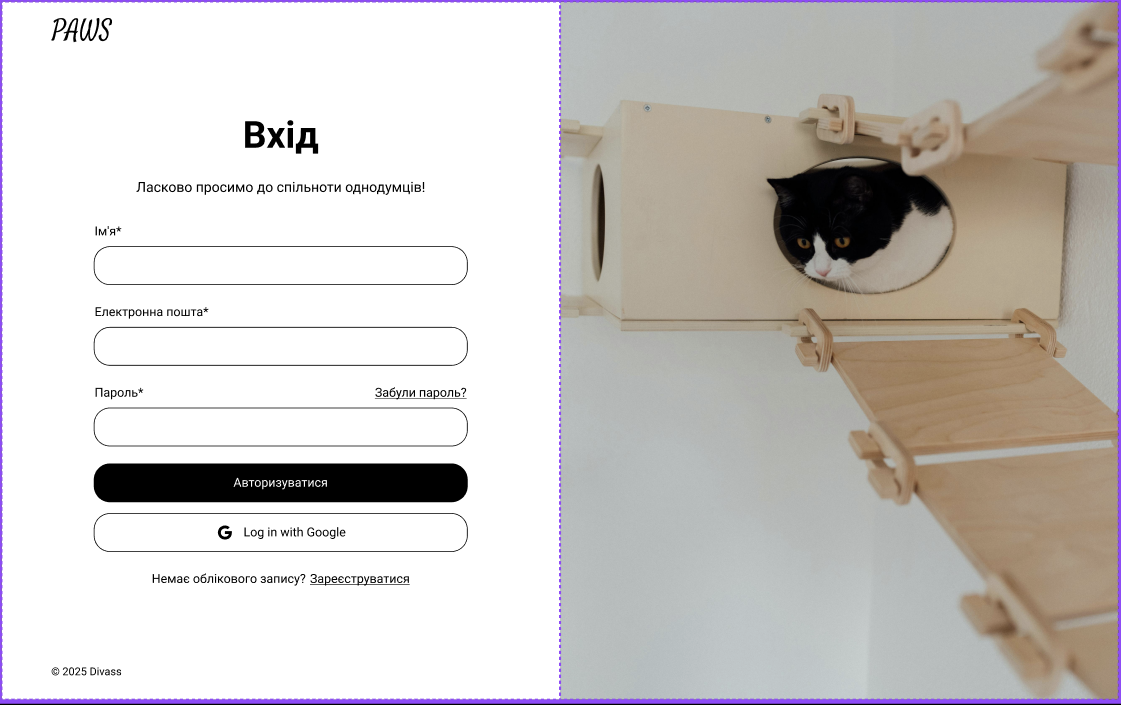 PAWS
Вхід
Ласково просимо до спільноти однодумців!
Ім'я*
Електронна пошта*
Пароль* Забули пароль?
Авторизуватися
Log in with Google
Немає облікового запису? Зареєструватися
© 2025 Divass